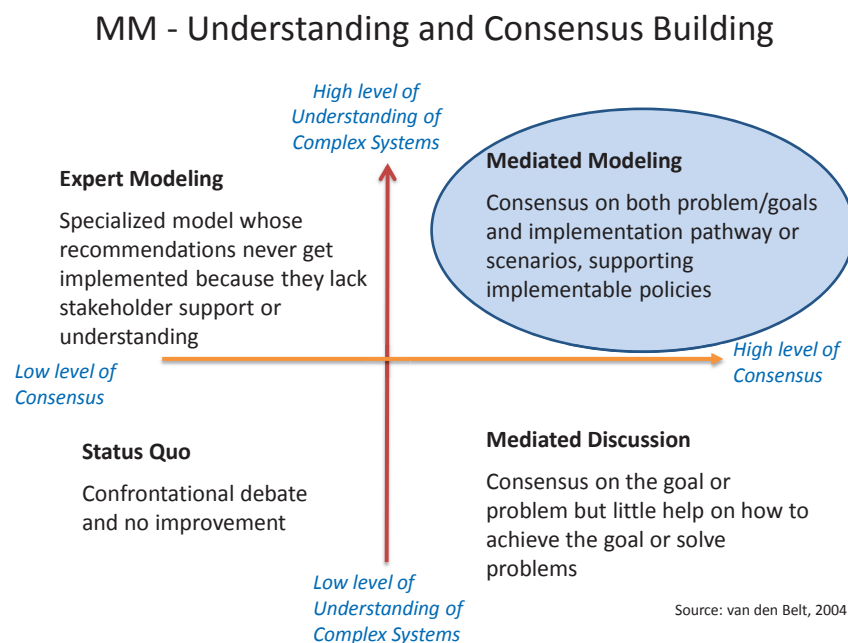 MM - Understanding and Consensus Building
High level of
Understanding of
Complex Systems
Expert Modeling
Specialized model whose
recommendations never get
implemented because they lack
stakeholder support or
understanding
Mediated Modeling
Consensus on both problem/goals
and implementation pathway or
scenarios, supporting
implementable policies
Low level of
Consensus
High level of
Consensus
Status Quo
Confrontational debate
and no improvement
Mediated Discussion
Consensus on the goal or
problem but little help on how to
achieve the goal or solve
problems
Low level of
Understanding of
Complex Systems
Source: van den Belt, 2004